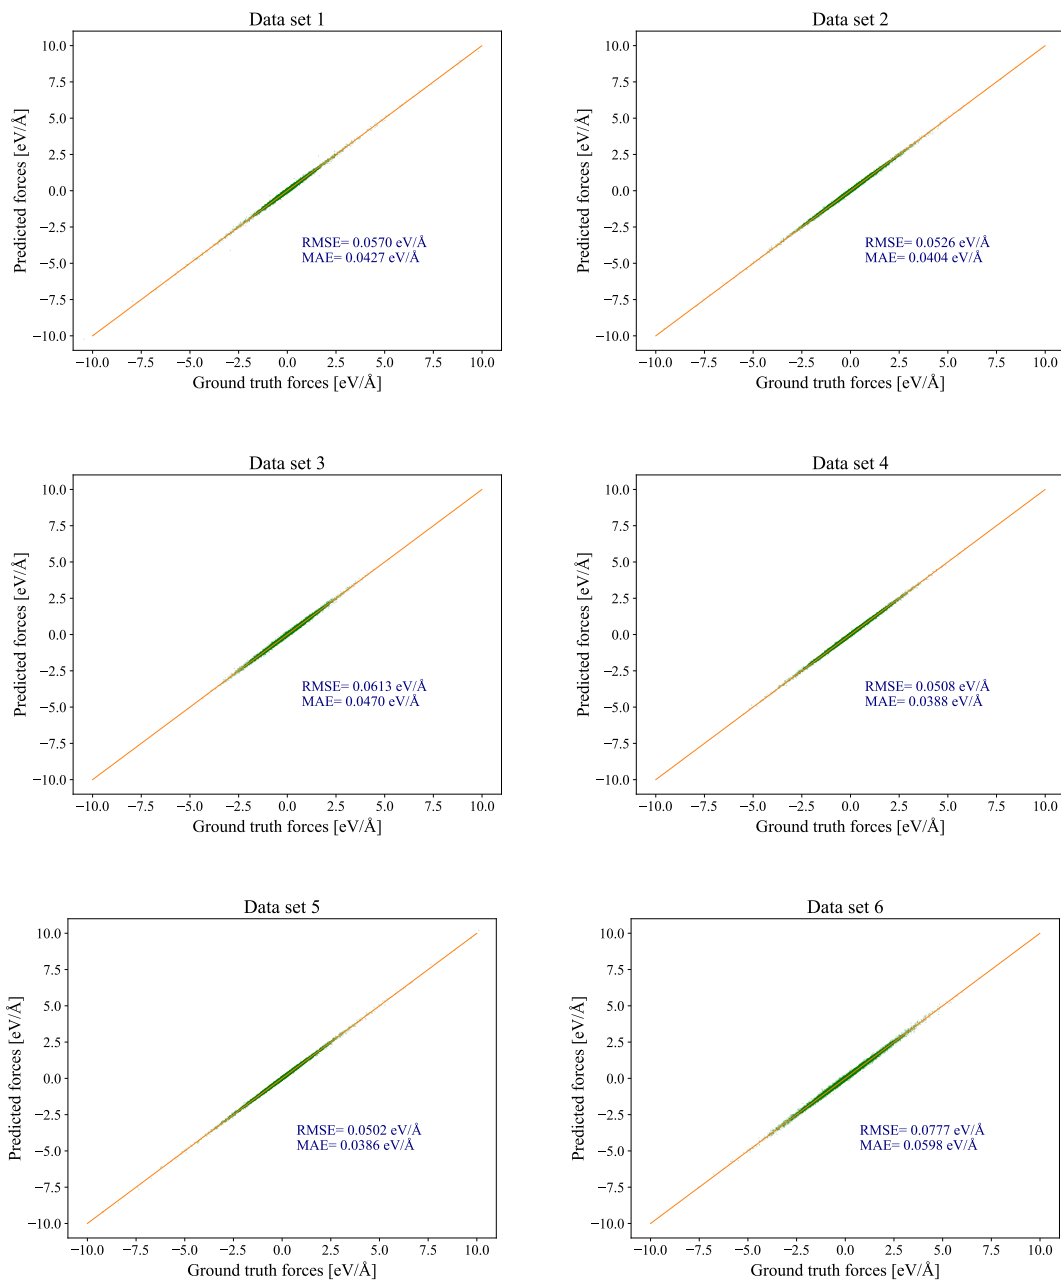 Data set 1
10.0
7.5
5.0
2.5
0.0
−2.5
−5.0
−7.5
−10.0
Predicted forces [eV/Å]
RMSE= 0.0570 eV/Å
MAE= 0.0427 eV/Å
−10.0 −7.5 −5.0 −2.5 0.0 2.5 5.0 7.5 10.0
Ground truth forces [eV/Å]
Data set 2
10.0
7.5
5.0
2.5
0.0
−2.5
−5.0
−7.5
−10.0
Predicted forces [eV/Å]
RMSE= 0.0526 eV/Å
MAE= 0.0404 eV/Å
−10.0 −7.5 −5.0 −2.5 0.0 2.5 5.0 7.5 10.0
Ground truth forces [eV/Å]
Data set 3
10.0
7.5
5.0
2.5
0.0
−2.5
−5.0
−7.5
−10.0
Predicted forces [eV/Å]
RMSE= 0.0613 eV/Å
MAE= 0.0470 eV/Å
−10.0 −7.5 −5.0 −2.5 0.0 2.5 5.0 7.5 10.0
Ground truth forces [eV/Å]
Data set 4
10.0
7.5
5.0
2.5
0.0
−2.5
−5.0
−7.5
−10.0
Predicted forces [eV/Å]
RMSE= 0.0508 eV/Å
MAE= 0.0388 eV/Å
−10.0 −7.5 −5.0 −2.5 0.0 2.5 5.0 7.5 10.0
Ground truth forces [eV/Å]
Data set 5
10.0
7.5
5.0
2.5
0.0
−2.5
−5.0
−7.5
−10.0
Predicted forces [eV/Å]
RMSE= 0.0502 eV/Å
MAE= 0.0386 eV/Å
−10.0 −7.5 −5.0 −2.5 0.0 2.5 5.0 7.5 10.0
Ground truth forces [eV/Å]
Data set 6
10.0
7.5
5.0
2.5
0.0
−2.5
−5.0
−7.5
−10.0
Predicted forces [eV/Å]
RMSE= 0.0777 eV/Å
MAE= 0.0598 eV/Å
−10.0 −7.5 −5.0 −2.5 0.0 2.5 5.0 7.5 10.0
Ground truth forces [eV/Å]